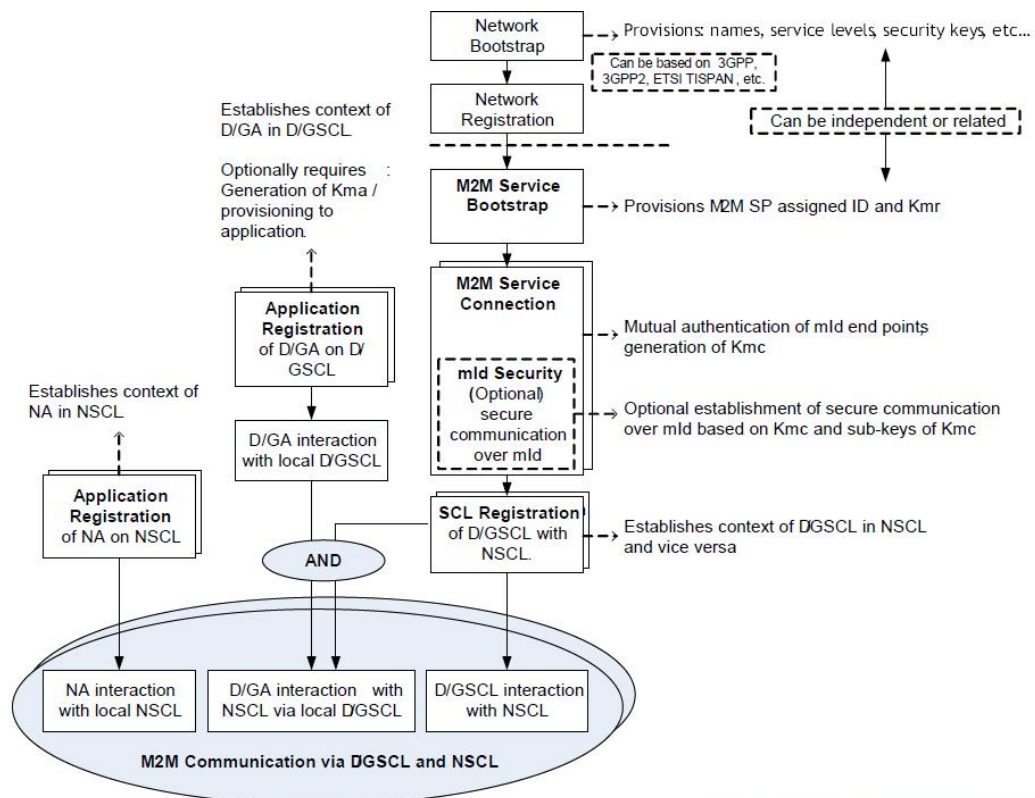 Network
Bootstrap
Provisions: names, service levels, security keys, etc...
Can be based on 3GPP,
3GPP2, ETSI TISPAN, etc.
Network
Registration
Can be independent or related
Establishes context of
D/GA in D/GSCL.
Optionally requires :
Generation of Kma /
provisioning to
application.
M2M Service
Bootstrap
Provisions M2M SP assigned ID and Kmr
M2M Service
Connection
Mutual authentication of mId end points,
generation of Kmc
Application
Registration
of D/GA on D/
GSCL
mId Security
(Optional)
secure
communication
over mId
Optional establishment of secure communication
over mId based on Kmc and sub-keys of Kmc
Establishes context of
NA in NSCL
D/GA interaction
with local D/GSCL
Application
Registration
of NA on NSCL
SCL Registration
of D/GSCL with
NSCL.
Establishes context of D/GSCL in NSCL
and vice versa
AND
NA interaction
with local NSCL
D/GA interaction with
NSCL via local D/GSCL
D/GSCL interaction
with NSCL
M2M Communication via D/GSCL and NSCL